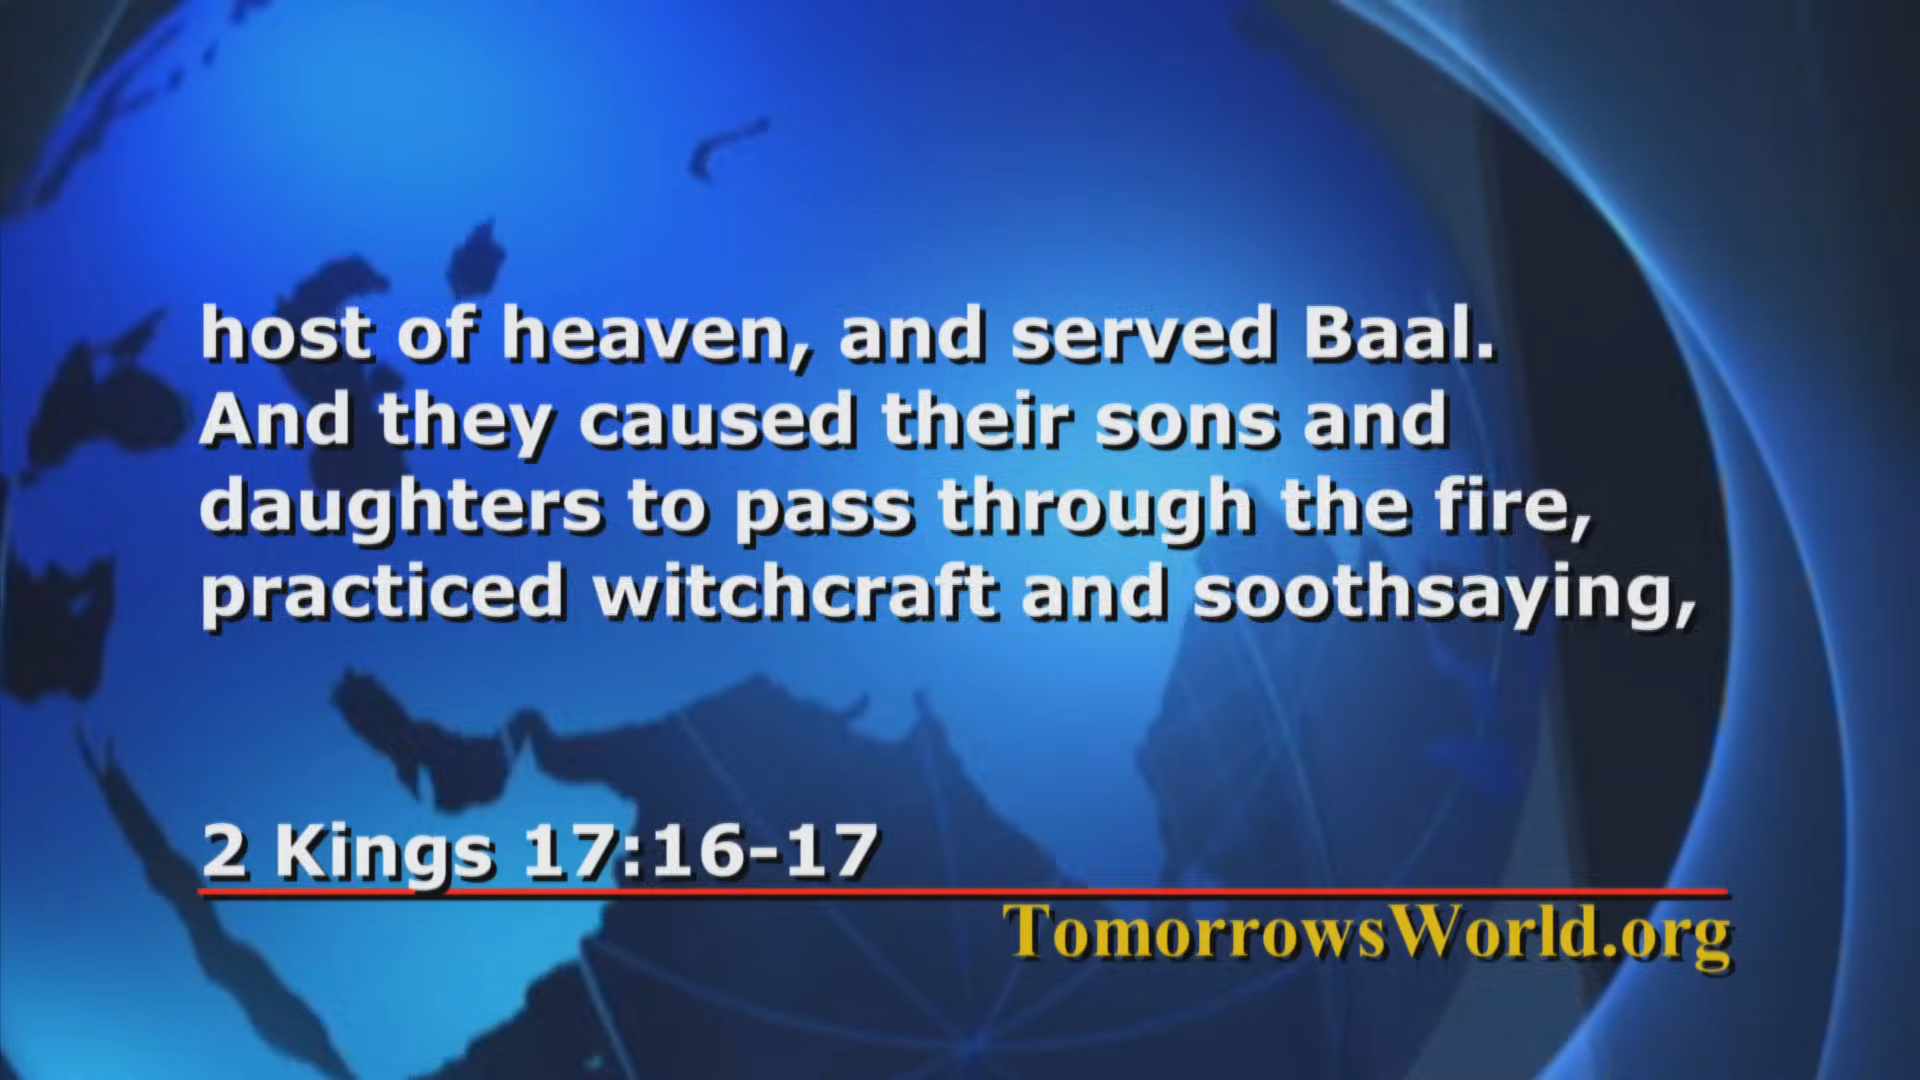 host of heaven, and served Baal.
And they caused their sons and
daughters to pass through the fire,
practiced witchcraft and soothsaying,
2 Kings 17:16-17
TomorrowsWorld.org